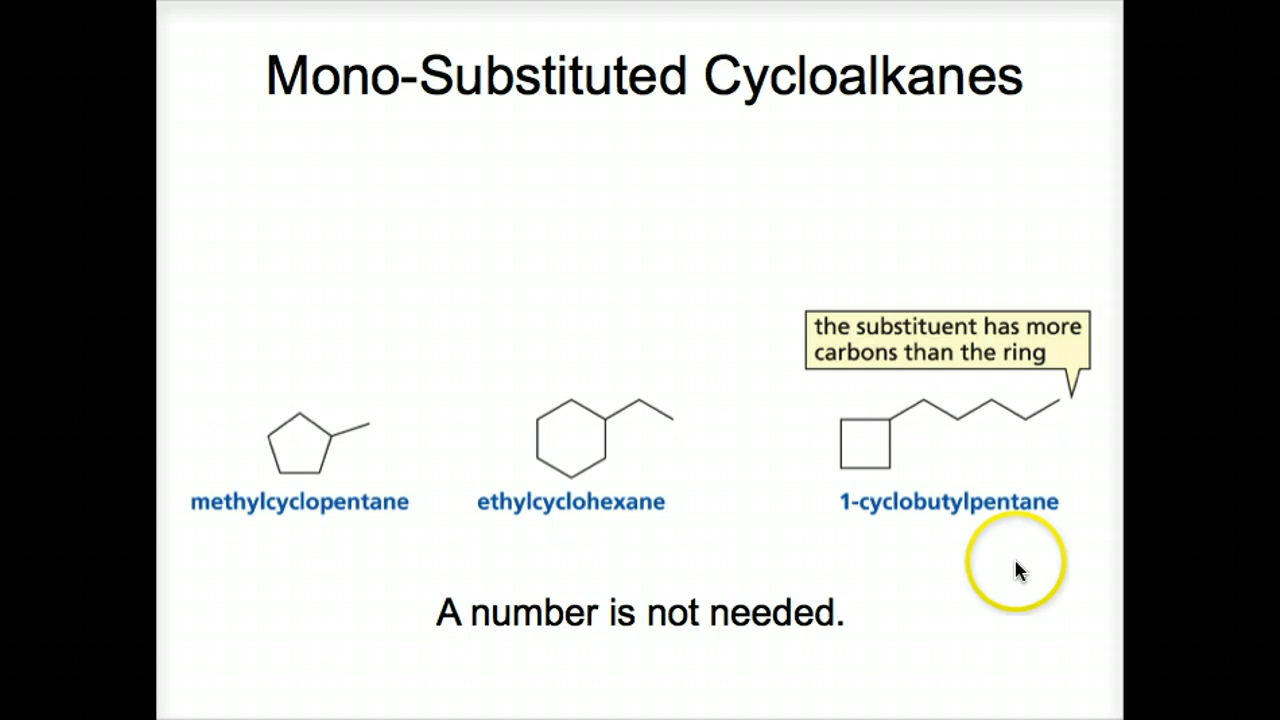 Mono-Substituted Cycloalkanes
the substituent has more
carbons than the ring
methylcyclopentane
ethylcyclohexane
1-cyclobutylpentane
A number is not needed.